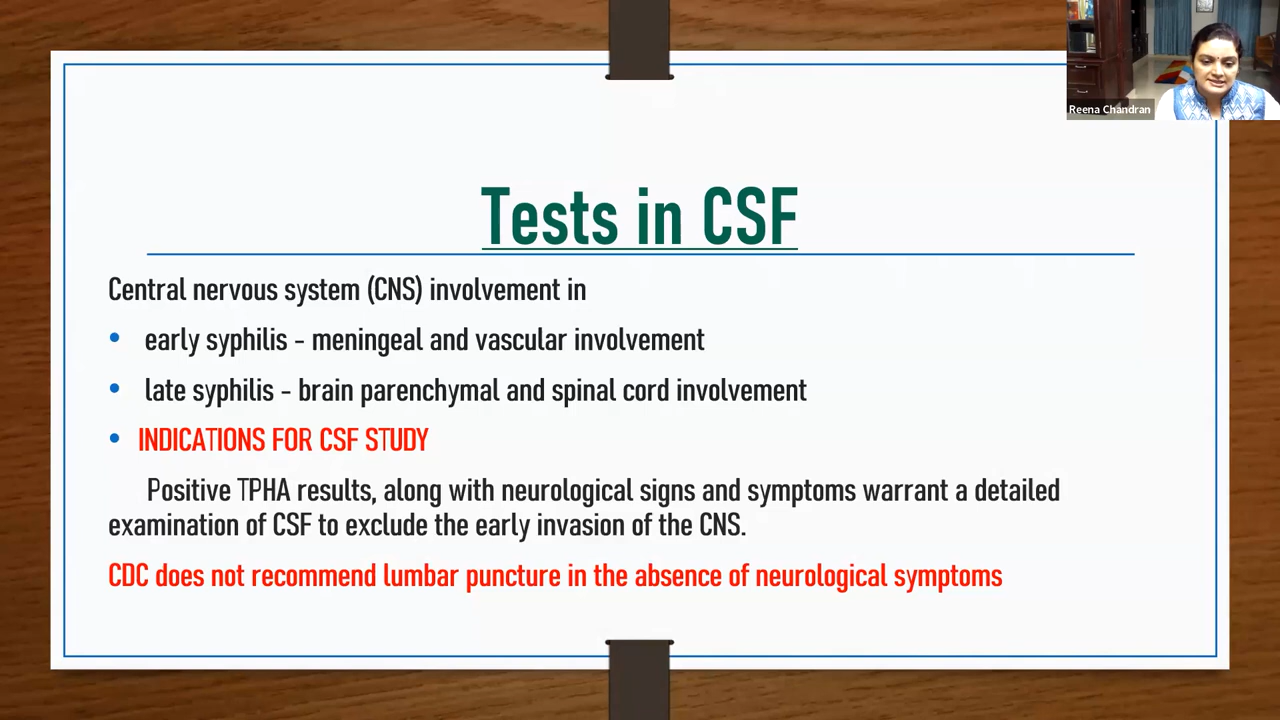 Reena Chandran
Tests in CSF
Central nervous system (CNS) involvement in
• early syphilis - meningeal and vascular involvement
• late syphilis - brain parenchymal and spinal cord involvement
• INDICATIONS FOR CSF STUDY
Positive TPHA results, along with neurological signs and symptoms warrant a detailed
examination of CSF to exclude the early invasion of the CNS.
CDC does not recommend lumbar puncture in the absence of neurological symptoms